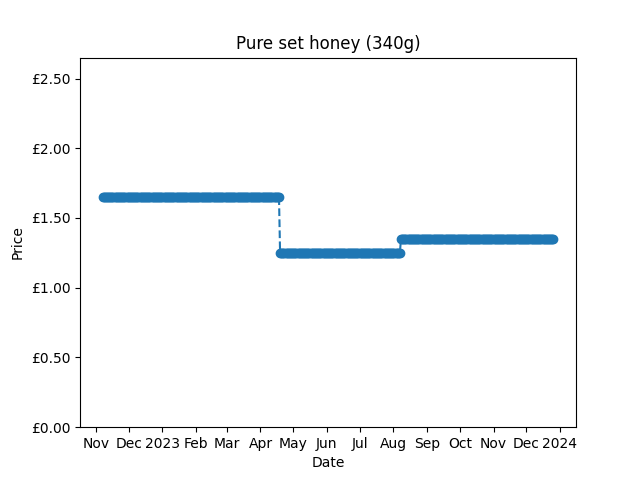 Pure set honey (340g)
£2.50
£2.00
£1.50
£1.00
£0.50
£0.00
Price
Nov Dec 2023 Feb Mar Apr May Jun Jul Aug Sep Oct Nov Dec 2024
Date